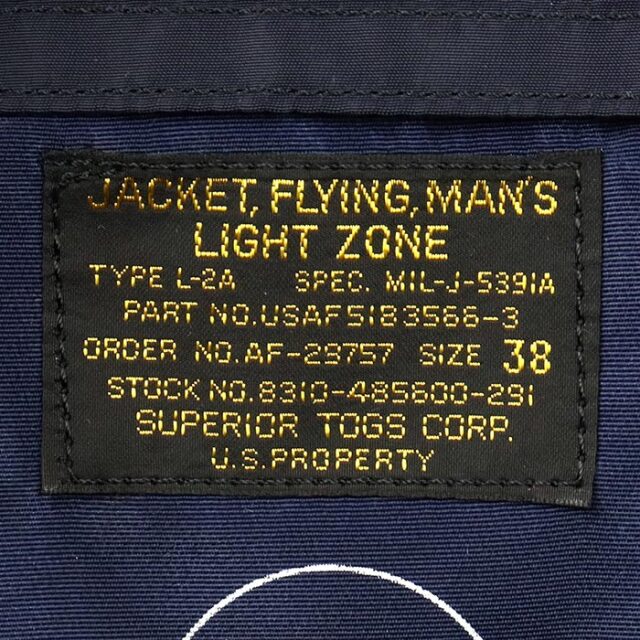 JACKET, FLYING, MAN'S
LIGHT ZONE
TYPE L-2A SPEC. MIL-J-5391A
PART NO. USAF5183566-3
ORDER NO. AF-29757 SIZE 38
STOCK NO. 8310-485600-291
SUPERIOR TOGS CORP.
U.S. PROPERTY